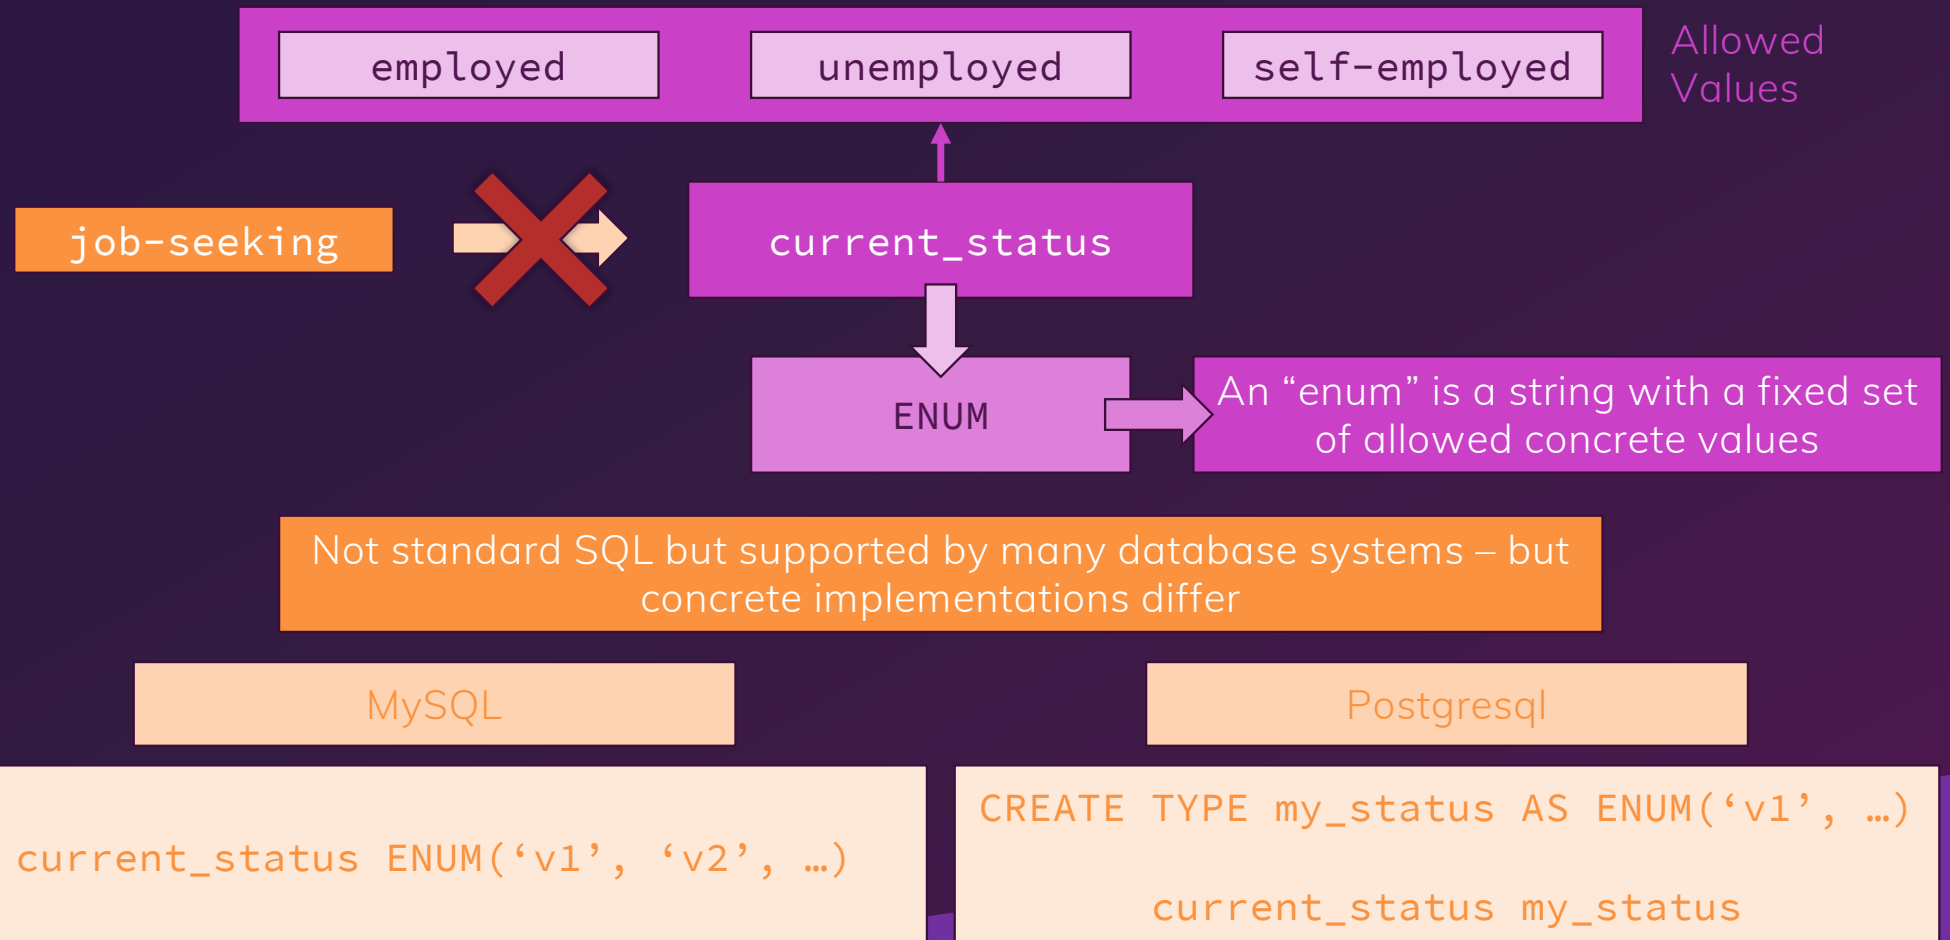 employed
unemployed
self-employed
Allowed
Values
job-seeking
current_status
ENUM
An “enum” is a string with a fixed set
of allowed concrete values
Not standard SQL but supported by many database systems – but
concrete implementations differ
MySQL
Postgresql
current_status ENUM(‘v1’, ‘v2’, …)
CREATE TYPE my_status AS ENUM(‘v1’, …)
current_status my_status